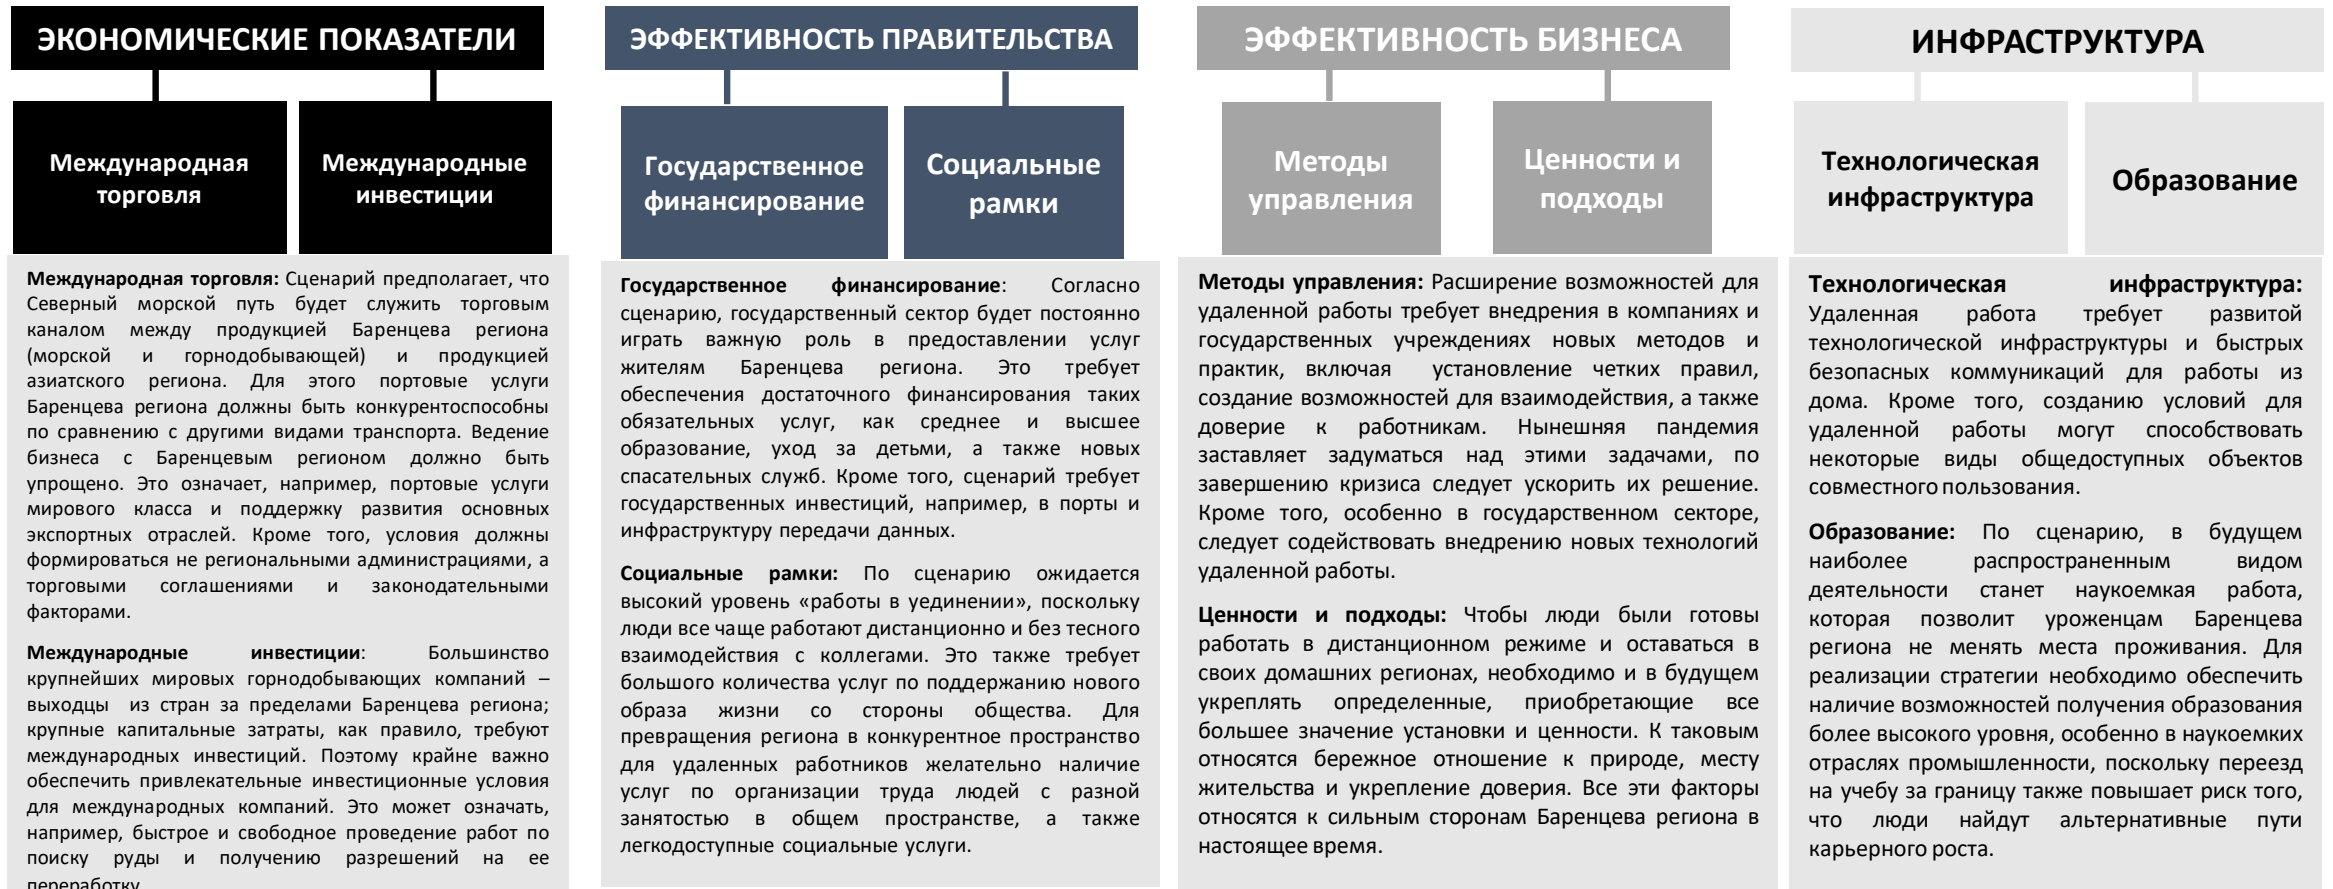 ЭКОНОМИЧЕСКИЕ ПОКАЗАТЕЛИ
Международная
торговля
Международные
инвестиции
Международная торговля: Сценарий предполагает, что
Северный морской путь будет служить торговым
каналом между продукцией Баренцева региона
(морской и горнодобывающей) и продукцией
азиатского региона. Для этого портовые услуги
Баренцева региона должны быть конкурентоспособны
по сравнению с другими видами транспорта. Ведение
бизнеса с Баренцевым регионом должно быть
упрощено. Это означает, например, портовые услуги
мирового класса и поддержку развития основных
экспортных отраслей. Кроме того, условия должны
формироваться не региональными администрациями, а
торговыми соглашениями и законодательными
факторами.
Международные инвестиции: Большинство
крупнейших мировых горнодобывающих компаний –
выходцы из стран за пределами Баренцева региона;
крупные капитальные затраты, как правило, требуют
международных инвестиций. Поэтому крайне важно
обеспечить привлекательные инвестиционные условия
для международных компаний. Это может означать,
например, быстрое и свободное проведение работ по
поиску руды и получению разрешений на ее
переработку
ЭФФЕКТИВНОСТЬ ПРАВИТЕЛЬСТВА
Государственное
финансирование
Социальные
рамки
Государственное финансирование: Согласно
сценарию, государственный сектор будет постоянно
играть важную роль в предоставлении услуг
жителям Баренцева региона. Это требует
обеспечения достаточного финансирования таких
обязательных услуг, как среднее и высшее
образование, уход за детьми, а также новых
спасательных служб. Кроме того, сценарий требует
государственных инвестиций, например, в порты и
инфраструктуру передачи данных.
Социальные рамки: По сценарию ожидается
высокий уровень «работы в уединении», поскольку
люди все чаще работают дистанционно и без тесного
взаимодействия с коллегами. Это также требует
большого количества услуг по поддержанию нового
образа жизни со стороны общества. Для
превращения региона в конкурентное пространство
для удаленных работников желательно наличие
услуг по организации труда людей с разной
занятостью в общем пространстве, а также
легкодоступные социальные услуги.
ЭФФЕКТИВНОСТЬ БИЗНЕСА
Методы
управления
Ценности и
подходы
Методы управления: Расширение возможностей для
удаленной работы требует внедрения в компаниях и
государственных учреждениях новых методов и
практик, включая установление четких правил,
создание возможностей для взаимодействия, а также
доверие к работникам. Нынешняя пандемия
заставляет задуматься над этими задачами, по
завершению кризиса следует ускорить их решение.
Кроме того, особенно в государственном секторе,
следует содействовать внедрению новых технологий
удаленной работы.
Ценности и подходы: Чтобы люди были готовы
работать в дистанционном режиме и оставаться в
своих домашних регионах, необходимо и в будущем
укреплять определенные, приобретающие все
большее значение установки и ценности. К таковым
относятся бережное отношение к природе, месту
жительства и укрепление доверия. Все эти факторы
относятся к сильным сторонам Баренцева региона в
настоящее время.
ИНФРАСТРУКТУРА
Технологическая
инфраструктура
Образование
Технологическая инфраструктура:
Удаленная работа требует развитой
технологической инфраструктуры и быстрых
безопасных коммуникаций для работы из
дома. Кроме того, созданию условий для
удаленной работы могут способствовать
некоторые виды общедоступных объектов
совместного пользования.
Образование: По сценарию, в будущем
наиболее распространенным видом
деятельности станет наукоемкая работа,
которая позволит уроженцам Баренцева
региона не менять места проживания. Для
реализации стратегии необходимо обеспечить
наличие возможностей получения образования
более высокого уровня, особенно в наукоемких
отраслях промышленности, поскольку переезд
на учебу за границу также повышает риск того,
что люди найдут альтернативные пути
карьерного роста.